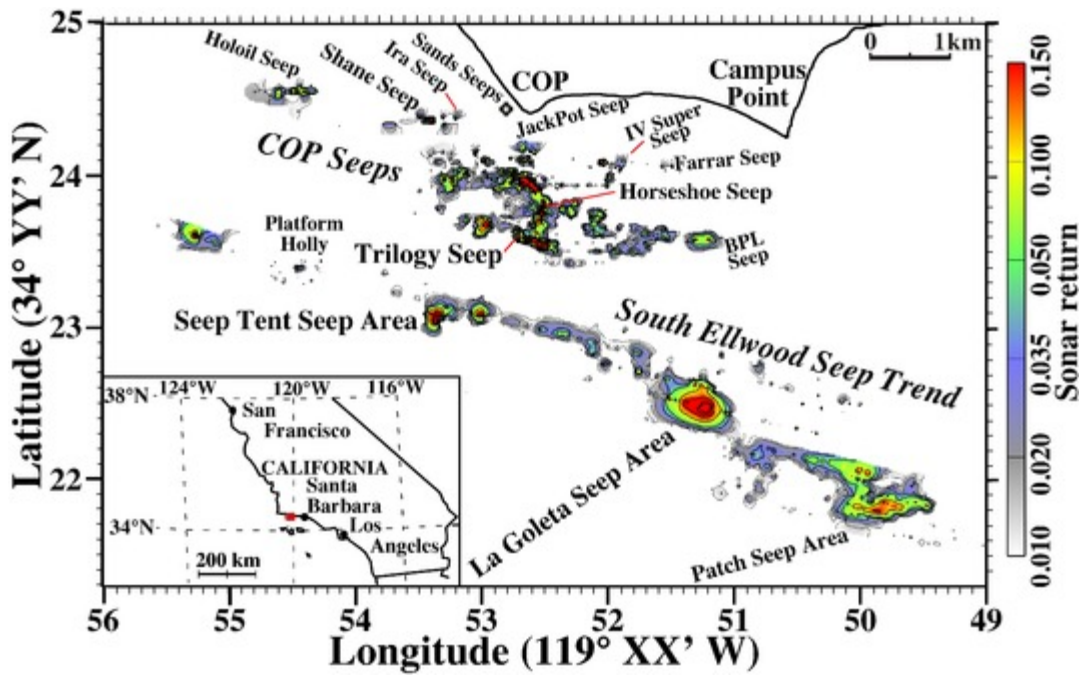 25
24
23
22
Latitude (34° YY' N)
56
55
54
53
52
51
50
49
Longitude (119° XX' W)
Holoil Seep
Shane Seep
Ira Seep
Sands Seeps
COP
Campus
Point
0 1km
JackPot Seep
IV Super
Seep
Farrar Seep
COP Seeps
Horseshoe Seep
Platform
Holly
Trilogy Seep
BPL
Seep
Seep Tent Seep Area
South Ellwood Seep Trend
La Goleta Seep Area
Patch Seep Area
124°W
120°W
116°W
38°N
34°N
San
Francisco
CALIFORNIA
Santa
Barbara
Los
Angeles
200 km
0.150
0.100
0.050
0.035
0.020
0.010
Sonar return